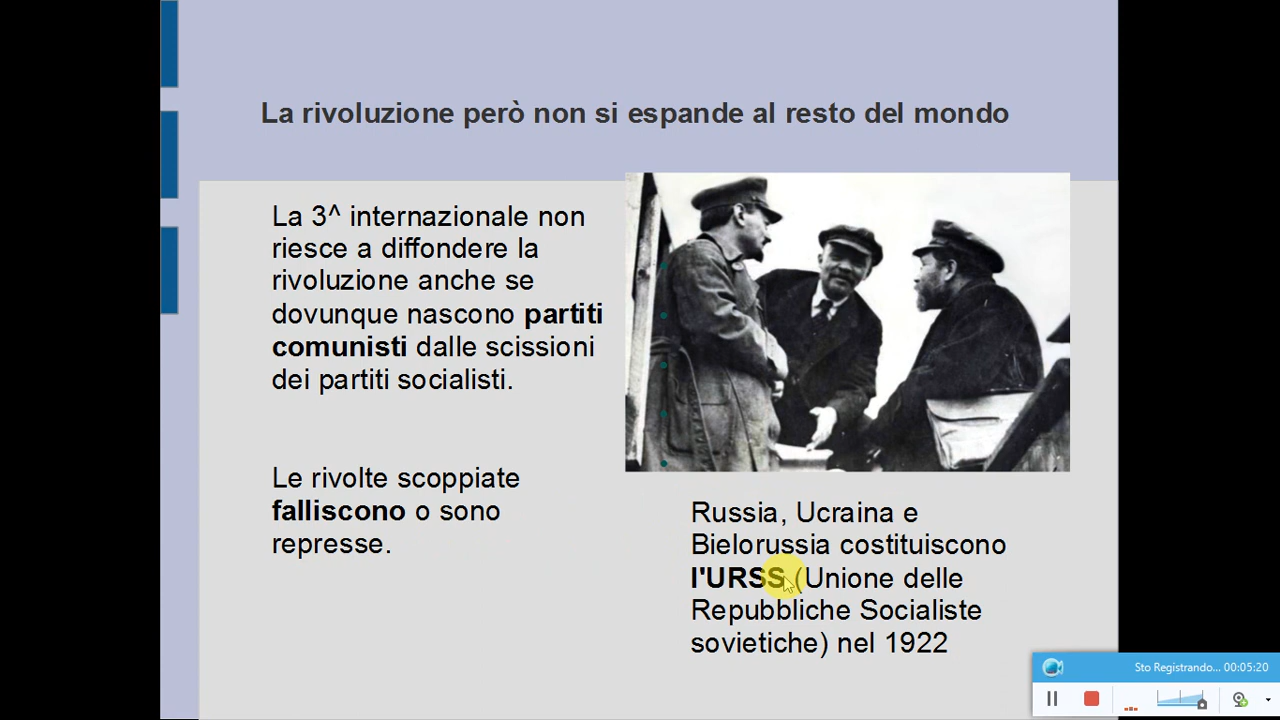 La rivoluzione però non si espande al resto del mondo
La 3^ internazionale non
riesce a diffondere la
rivoluzione anche se
dovunque nascono partiti
comunisti dalle scissioni
dei partiti socialisti.
Le rivolte scoppiate
falliscono o sono
represse.
Russia, Ucraina e
Bielorussia costituiscono
l'URSS (Unione delle
Repubbliche Socialiste
sovietiche) nel 1922
Sto Registrando... 00:05:20